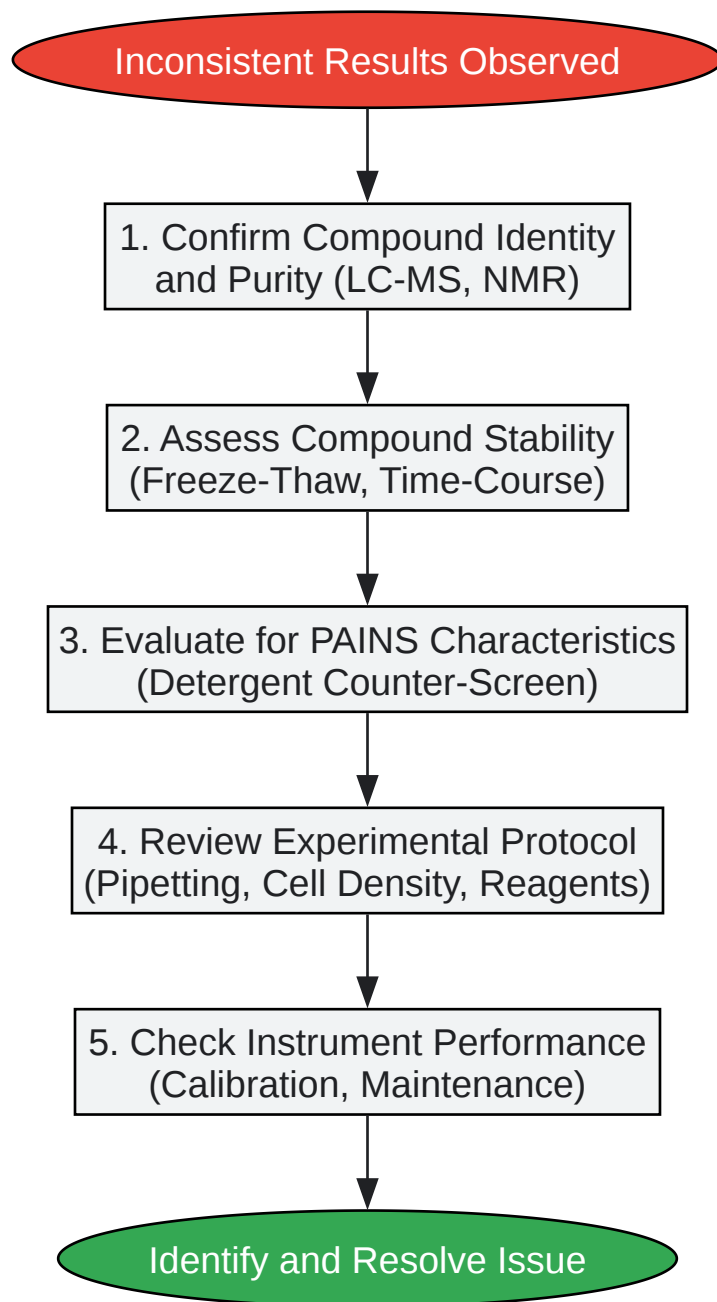 Inconsistent Results Observed
1. Confirm Compound Identity
and Purity (LC-MS, NMR)
2. Assess Compound Stability
(Freeze-Thaw, Time-Course)
3. Evaluate for PAINS Characteristics
(Detergent Counter-Screen)
4. Review Experimental Protocol
(Pipetting, Cell Density, Reagents)
5. Check Instrument Performance
(Calibration, Maintenance)
Identify and Resolve Issue